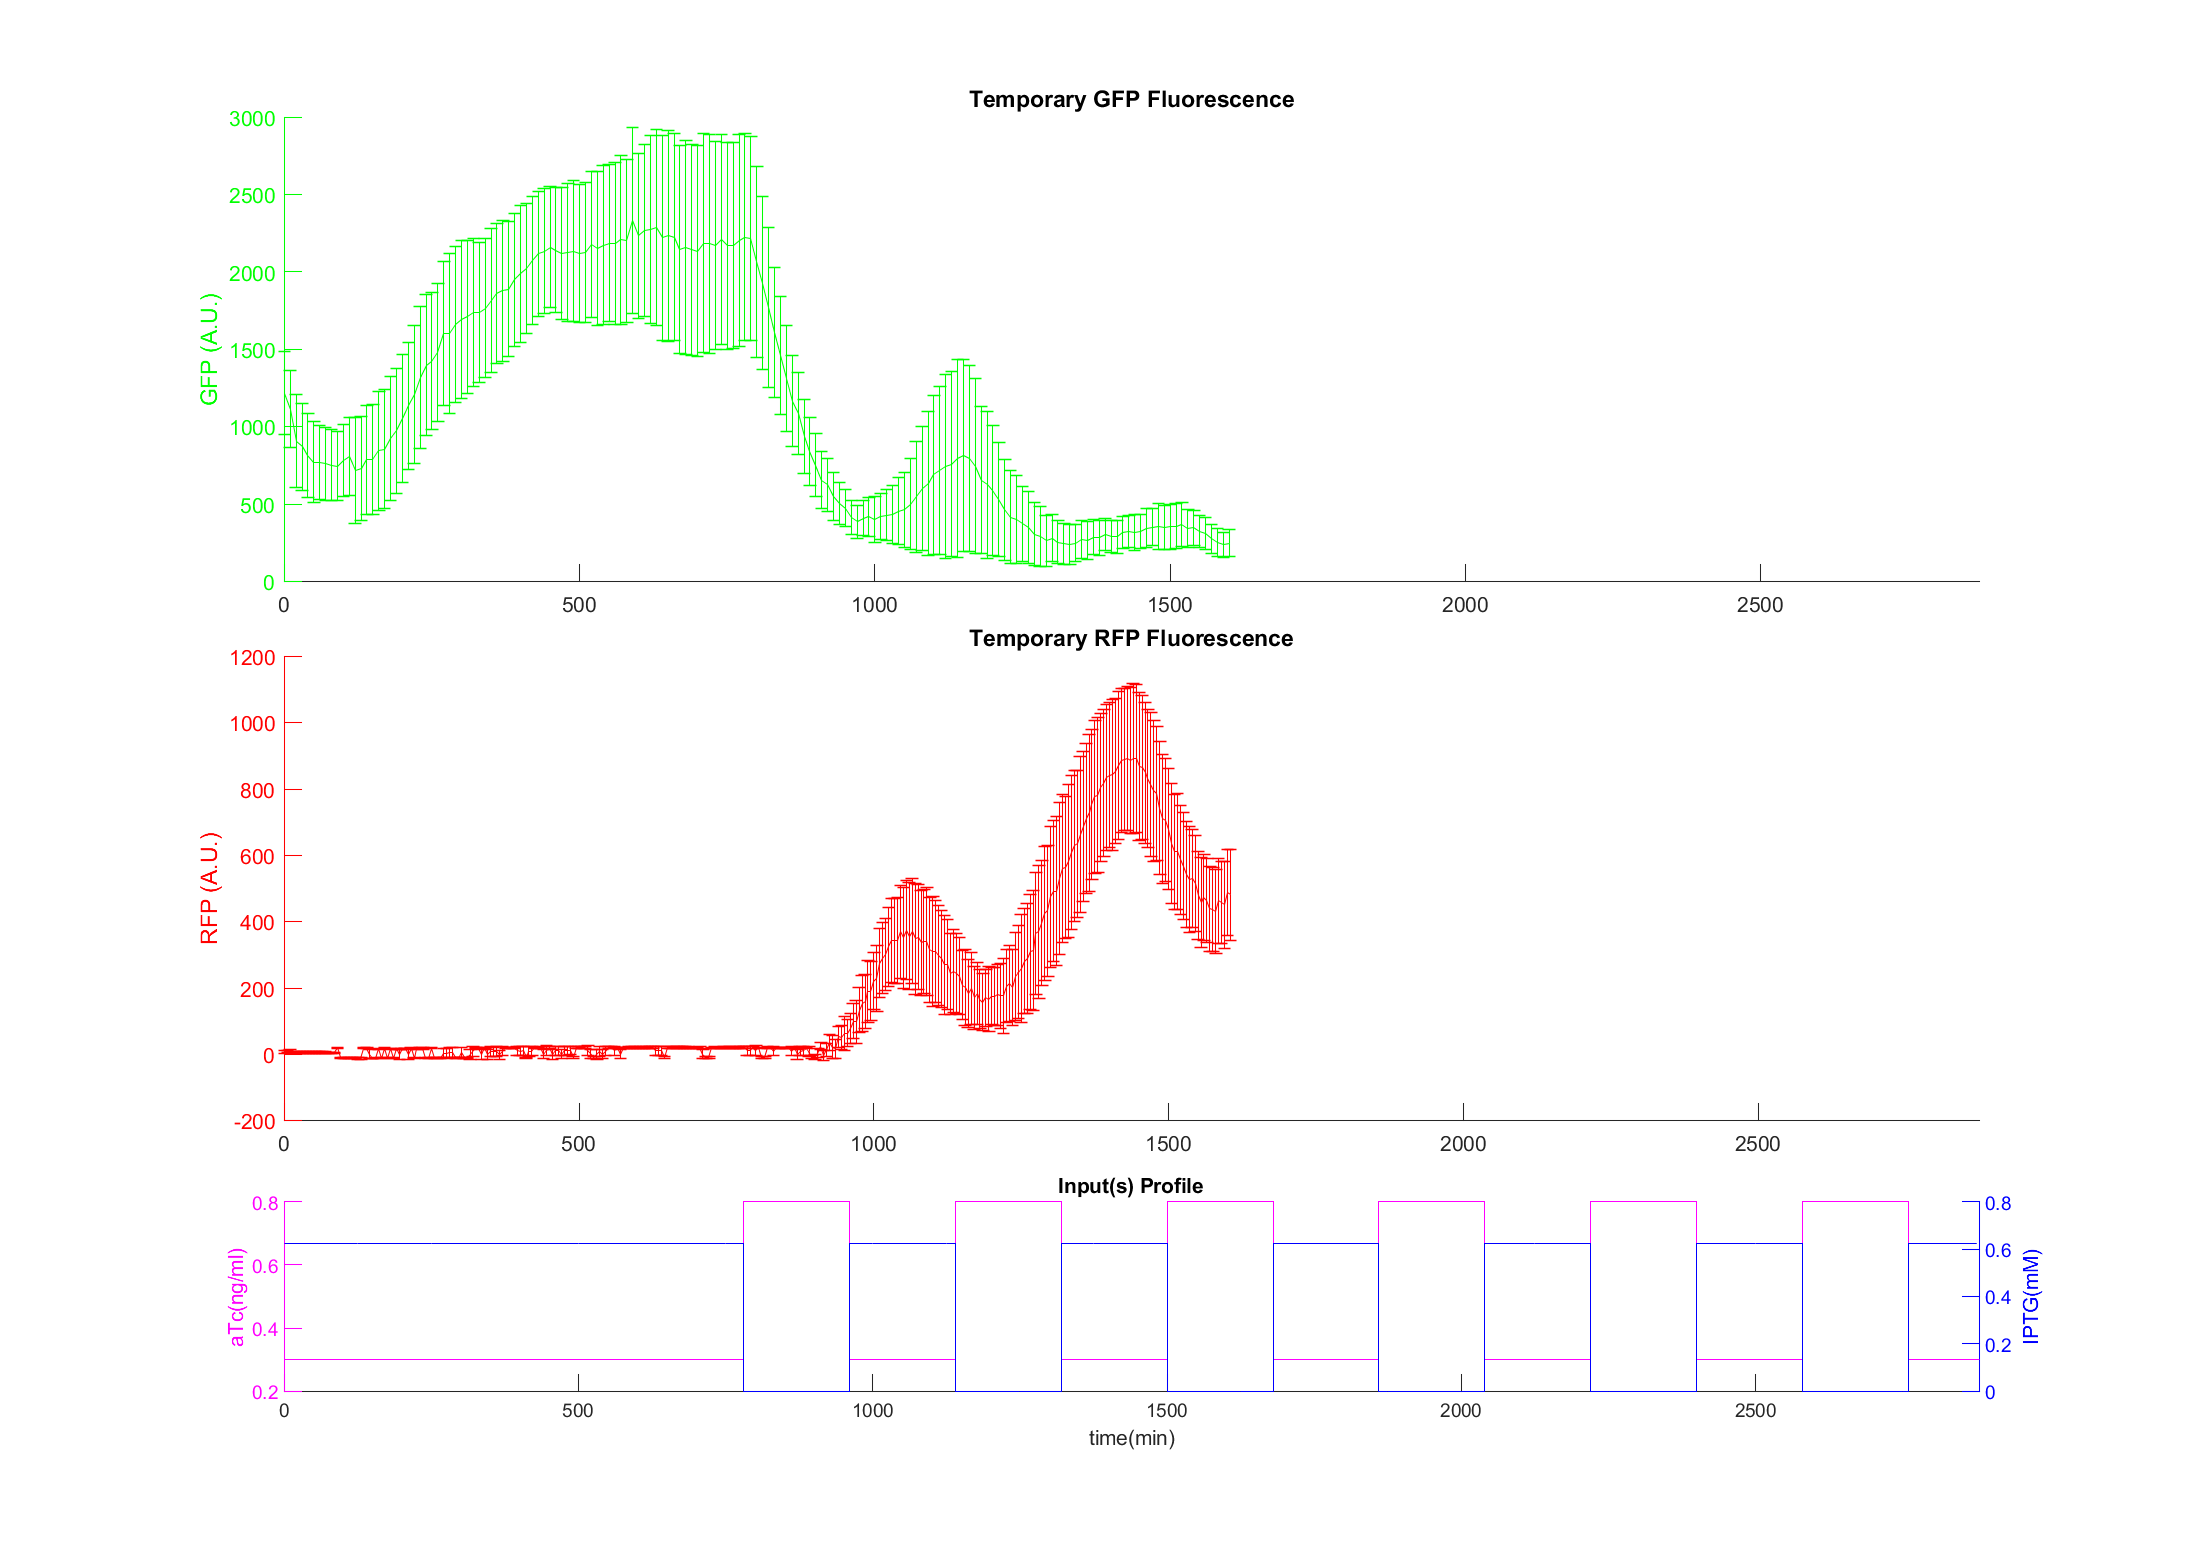 Temporary GFP Fluorescence
GFP (A.U.)
3000
2500
2000
1500
1000
500
0
0 500 1000 1500 2000 2500
Temporary RFP Fluorescence
RFP (A.U.)
1200
1000
800
600
400
200
0
-200
0 500 1000 1500 2000 2500
Input(s) Profile
aTc(ng/ml)
0.8
0.6
0.4
0.2
IPTG(mM)
0.8
0.6
0.4
0.2
0
0 500 1000 1500 2000 2500
time(min)